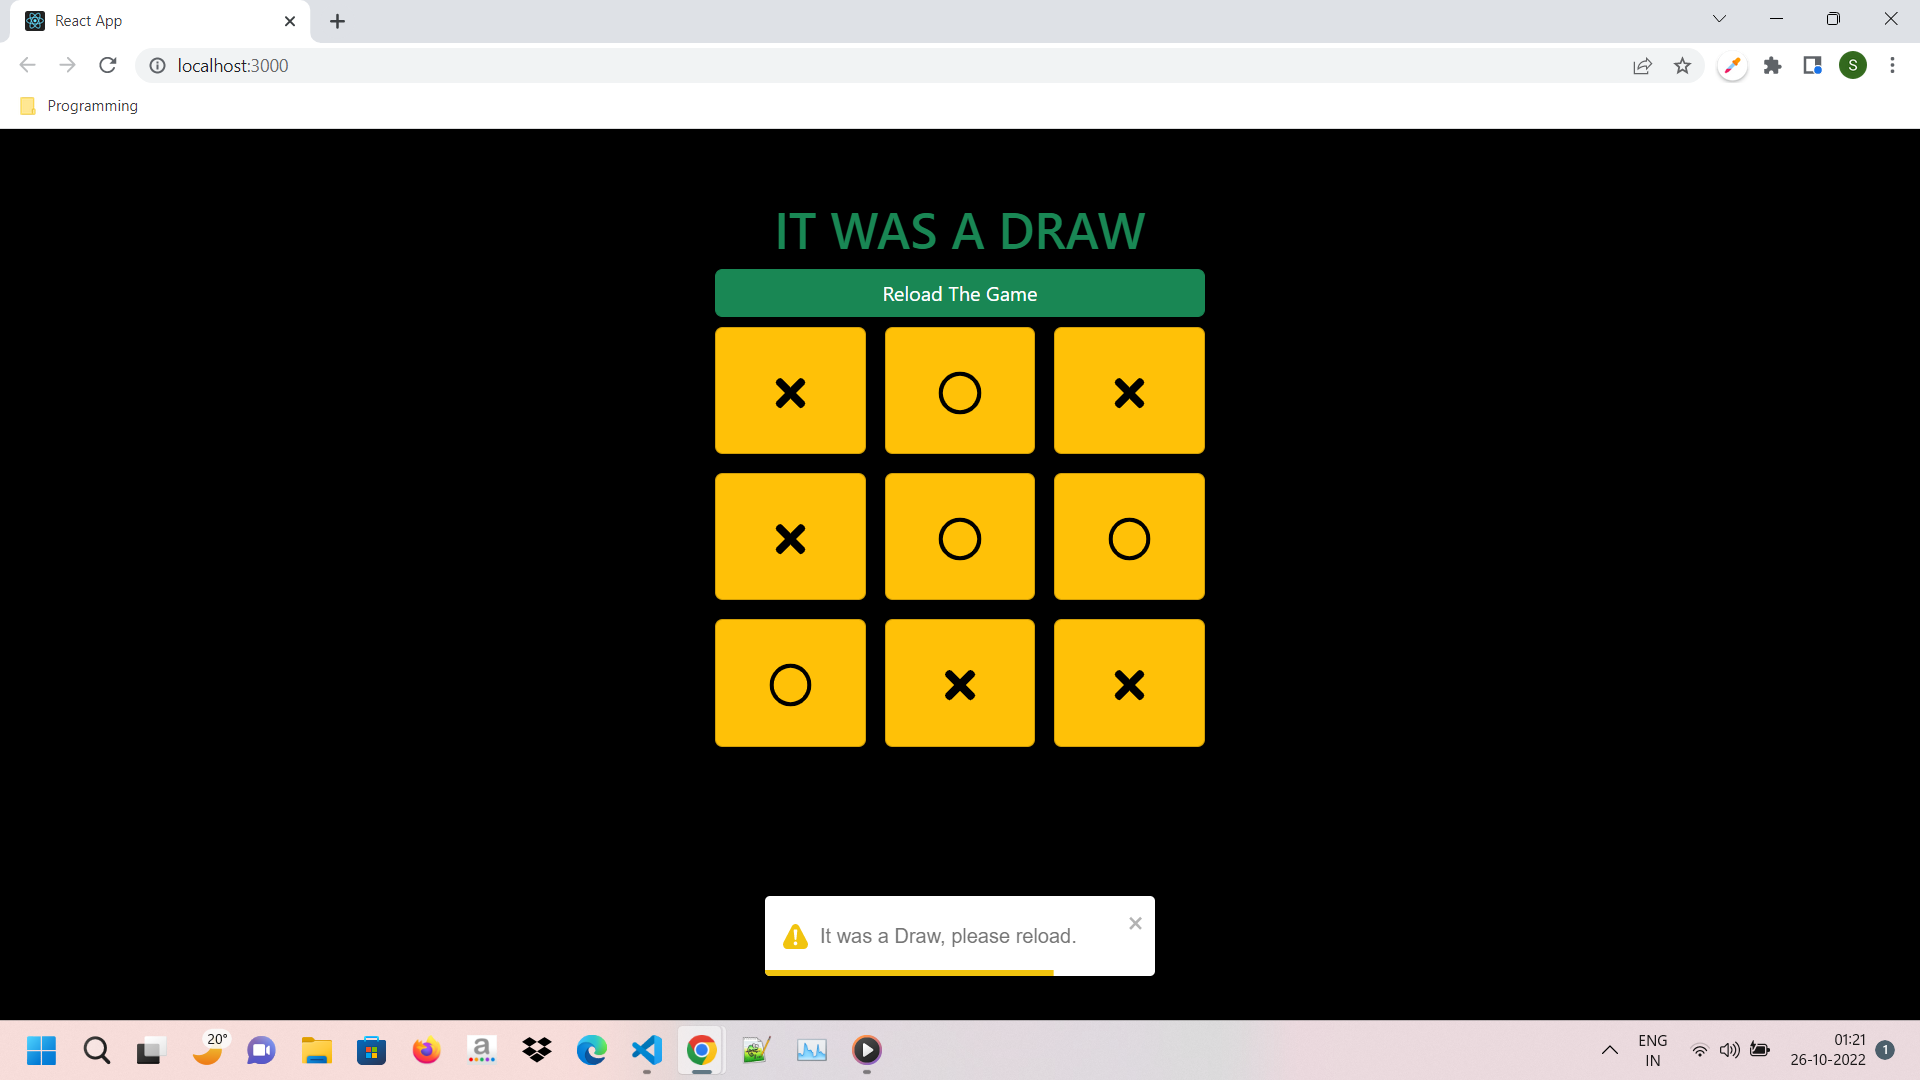 React App
localhost:3000
S
Programming
IT WAS A DRAW
Reload The Game
It was a Draw, please reload.
20°
a
ENG
IN
01:21
26-10-2022
1